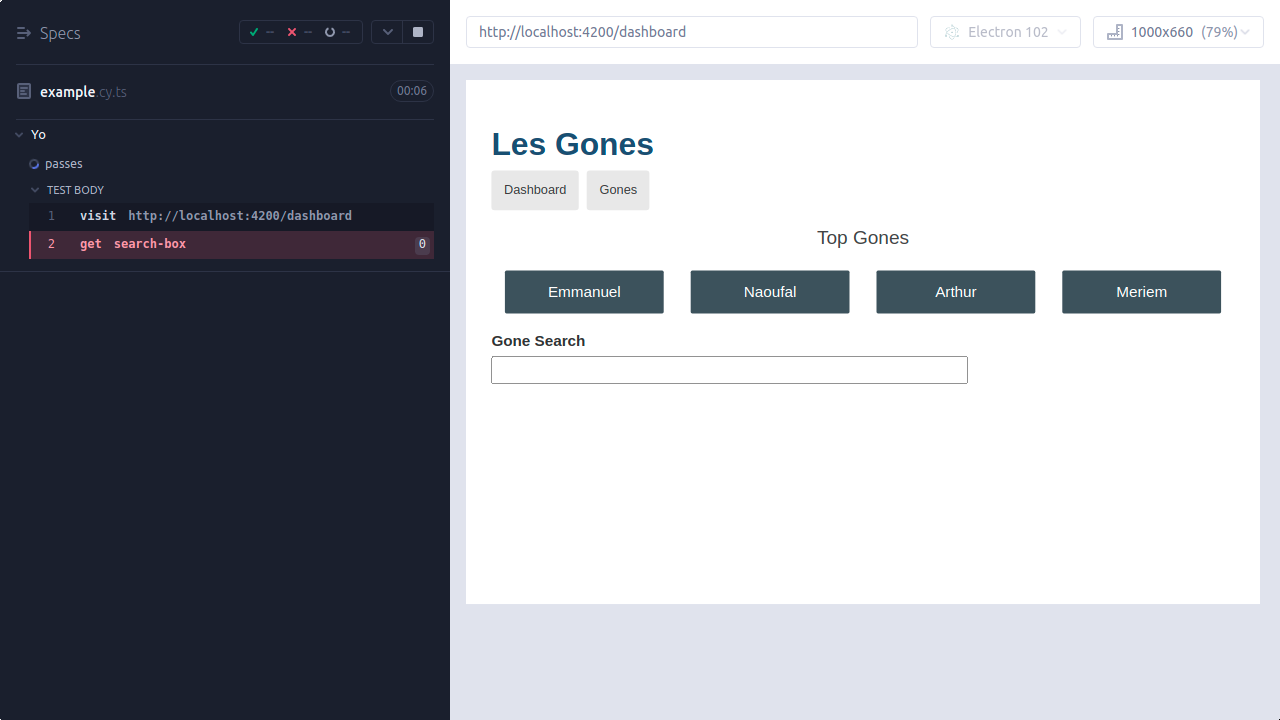 Specs
-- -- --
example.cy.ts 00:06
Yo
passes
TEST BODY
1 visit http://localhost:4200/dashboard
2 get search-box 0
http://localhost:4200/dashboard Electron 102 1000x660 (79%)
Les Gones
Dashboard Gones
Top Gones
Emmanuel Naoufal Arthur Meriem
Gone Search